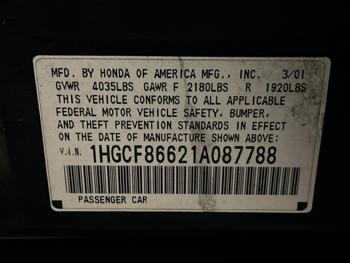 MFD. BY HONDA OF AMERICA MFG., INC. 3/01
GVWR 4035LBS GAWR F 2180LBS R 1920LBS
THIS VEHICLE CONFORMS TO ALL APPLICABLE
FEDERAL MOTOR VEHICLE SAFETY, BUMPER,
AND THEFT PREVENTION STANDARDS IN EFFECT
ON THE DATE OF MANUFACTURE SHOWN ABOVE.
V.I.N. 1HGCF86621A087788
PASSENGER CAR